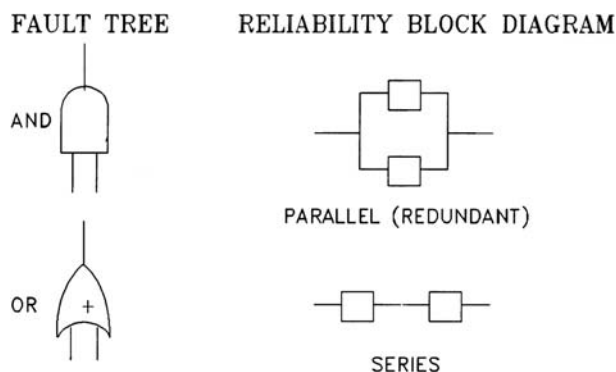 FAULT TREE
RELIABILITY BLOCK DIAGRAM
AND
PARALLEL (REDUNDANT)
OR
+
SERIES